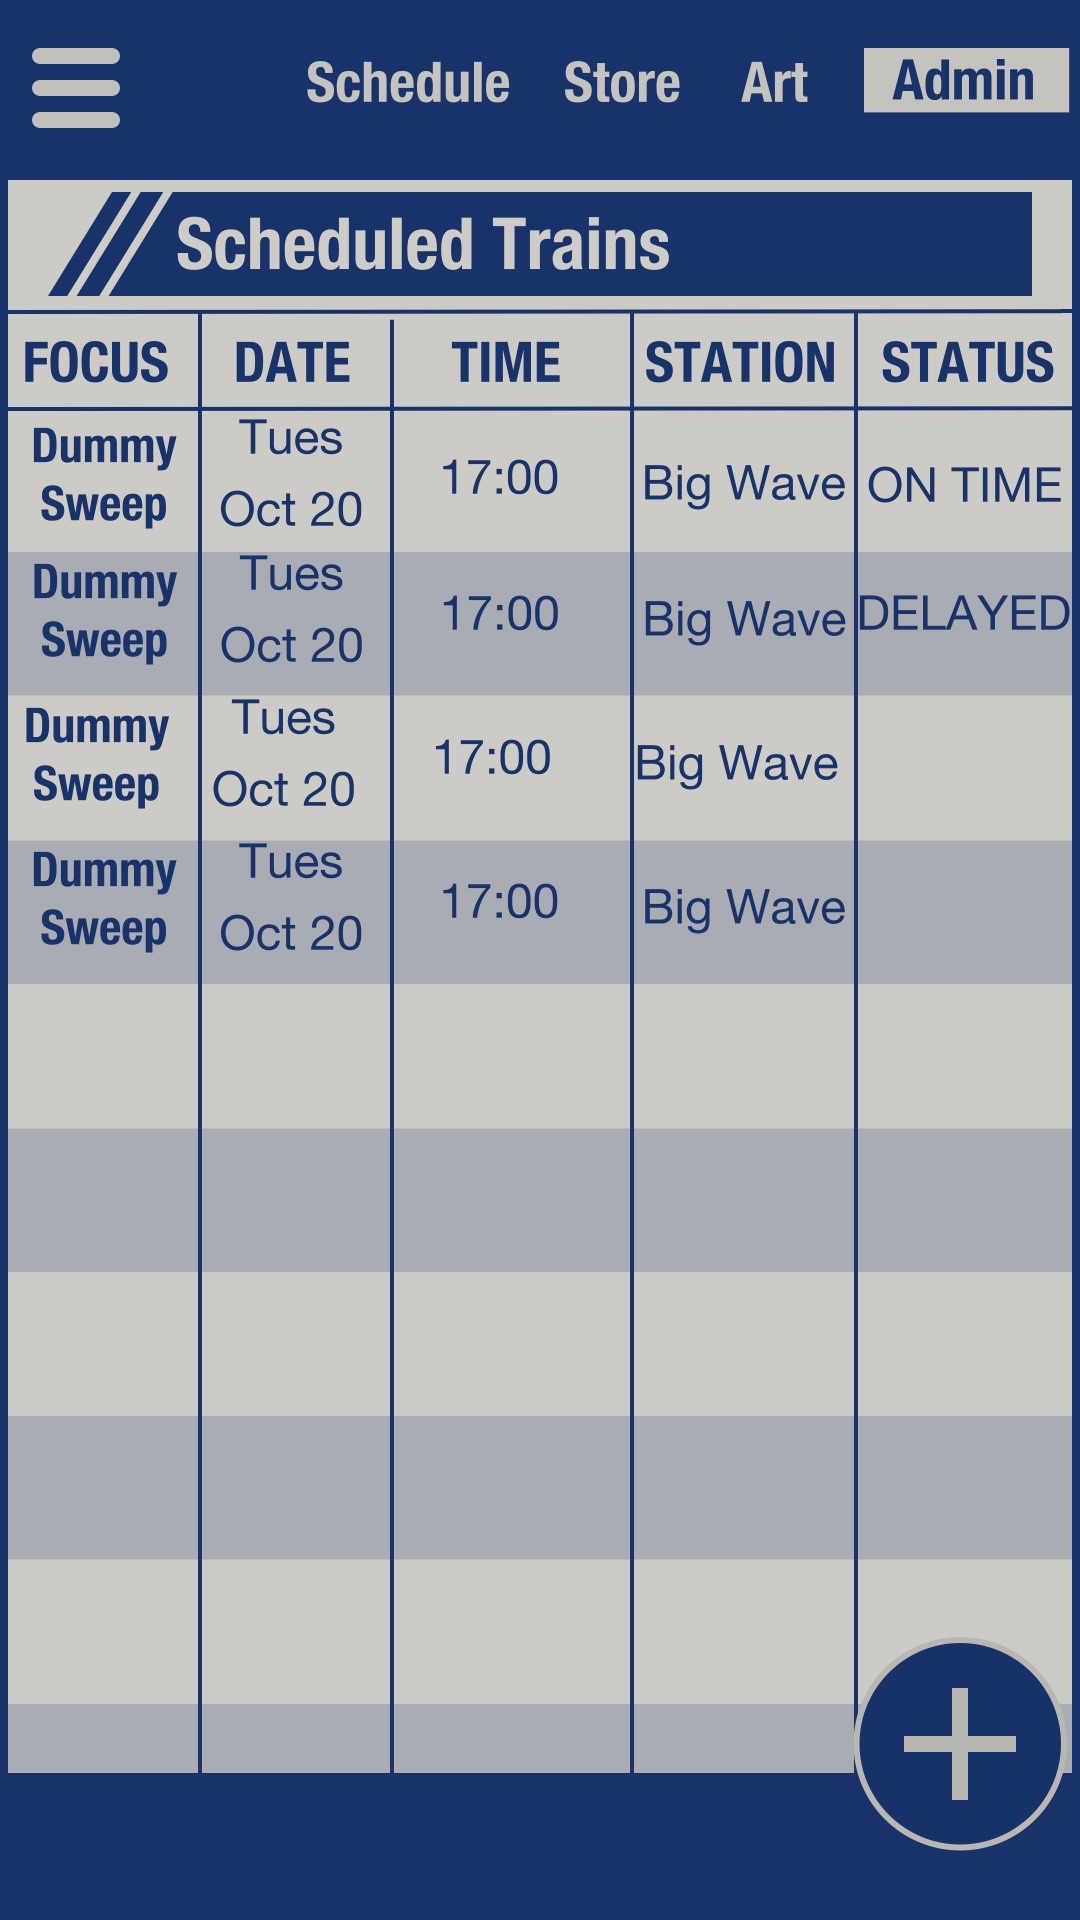 Schedule Store Art Admin
Scheduled Trains
FOCUS DATE TIME STATION STATUS
Dummy Sweep Tues Oct 20 17:00 Big Wave ON TIME
Dummy Sweep Tues Oct 20 17:00 Big Wave DELAYED
Dummy Sweep Tues Oct 20 17:00 Big Wave
Dummy Sweep Tues Oct 20 17:00 Big Wave